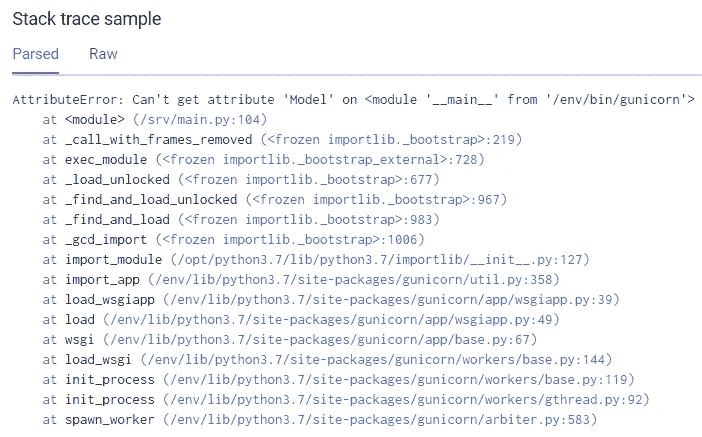 Stack trace sample
Parsed Raw
AttributeError: Can't get attribute 'Model' on <module '__main__' from '/env/bin/gunicorn'>
at <module> (/srv/main.py:104)
at _call_with_frames_removed (<frozen importlib._bootstrap>:219)
at exec_module (<frozen importlib._bootstrap_external>:728)
at _load_unlocked (<frozen importlib._bootstrap>:677)
at _find_and_load_unlocked (<frozen importlib._bootstrap>:967)
at _find_and_load (<frozen importlib._bootstrap>:983)
at _gcd_import (<frozen importlib._bootstrap>:1006)
at import_module (/opt/python3.7/lib/python3.7/importlib/__init__.py:127)
at import_app (/env/lib/python3.7/site-packages/gunicorn/util.py:358)
at load_wsgiapp (/env/lib/python3.7/site-packages/gunicorn/app/wsgiapp.py:39)
at load (/env/lib/python3.7/site-packages/gunicorn/app/wsgiapp.py:49)
at wsgi (/env/lib/python3.7/site-packages/gunicorn/app/base.py:67)
at load_wsgi (/env/lib/python3.7/site-packages/gunicorn/workers/base.py:144)
at init_process (/env/lib/python3.7/site-packages/gunicorn/workers/base.py:119)
at init_process (/env/lib/python3.7/site-packages/gunicorn/workers/gthread.py:92)
at spawn_worker (/env/lib/python3.7/site-packages/gunicorn/arbiter.py:583)